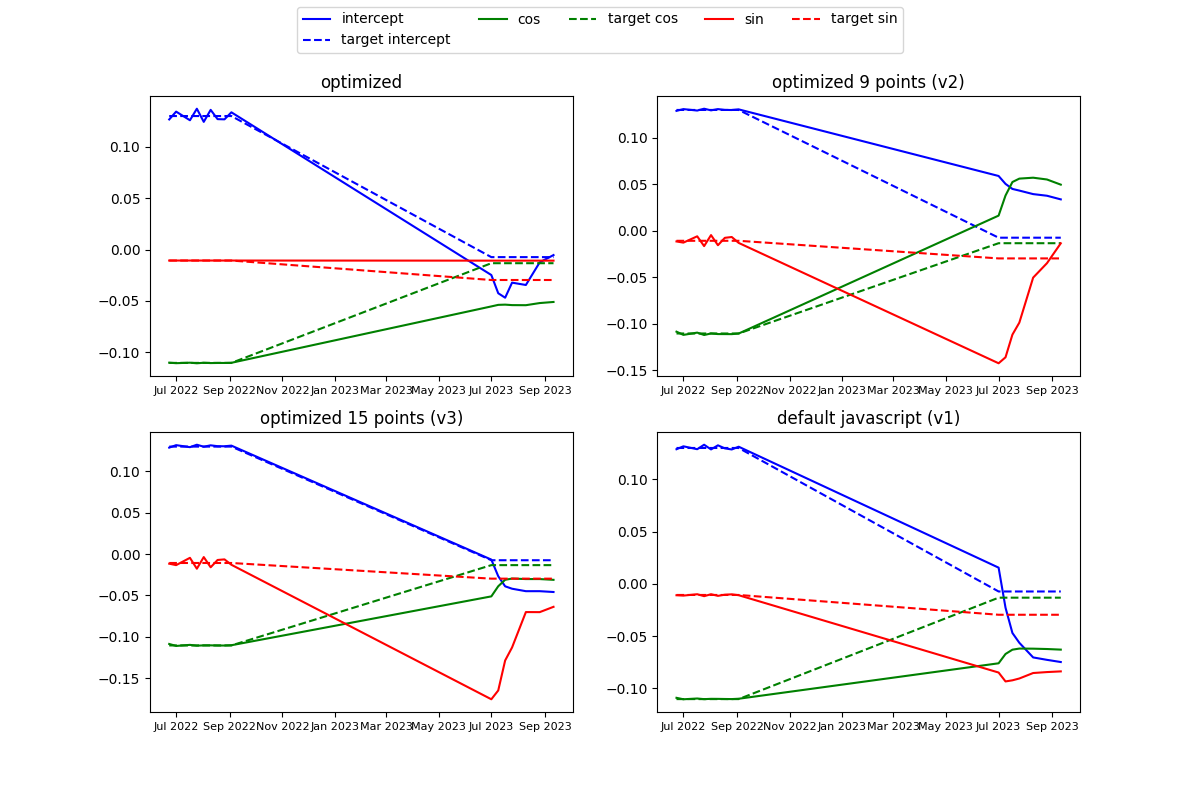 intercept cos target cos sin target sin
target intercept
optimized
0.10
0.05
0.00
−0.05
−0.10
Jul 2022 Sep 2022 Nov 2022 Jan 2023 Mar 2023 May 2023 Jul 2023 Sep 2023
optimized 9 points (v2)
0.10
0.05
0.00
−0.05
−0.10
−0.15
Jul 2022 Sep 2022 Nov 2022 Jan 2023 Mar 2023 May 2023 Jul 2023 Sep 2023
optimized 15 points (v3)
0.10
0.05
0.00
−0.05
−0.10
−0.15
Jul 2022 Sep 2022 Nov 2022 Jan 2023 Mar 2023 May 2023 Jul 2023 Sep 2023
default javascript (v1)
0.10
0.05
0.00
−0.05
−0.10
Jul 2022 Sep 2022 Nov 2022 Jan 2023 Mar 2023 May 2023 Jul 2023 Sep 2023